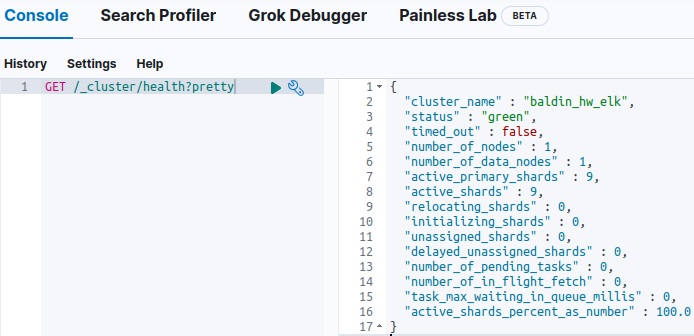 Console Search Profiler Grok Debugger Painless Lab BETA
History Settings Help
1 GET /_cluster/health?pretty
1 {
2 "cluster_name" : "baldin_hw_elk",
3 "status" : "green",
4 "timed_out" : false,
5 "number_of_nodes" : 1,
6 "number_of_data_nodes" : 1,
7 "active_primary_shards" : 9,
8 "active_shards" : 9,
9 "relocating_shards" : 0,
10 "initializing_shards" : 0,
11 "unassigned_shards" : 0,
12 "delayed_unassigned_shards" : 0,
13 "number_of_pending_tasks" : 0,
14 "number_of_in_flight_fetch" : 0,
15 "task_max_waiting_in_queue_millis" : 0,
16 "active_shards_percent_as_number" : 100.0
17 }